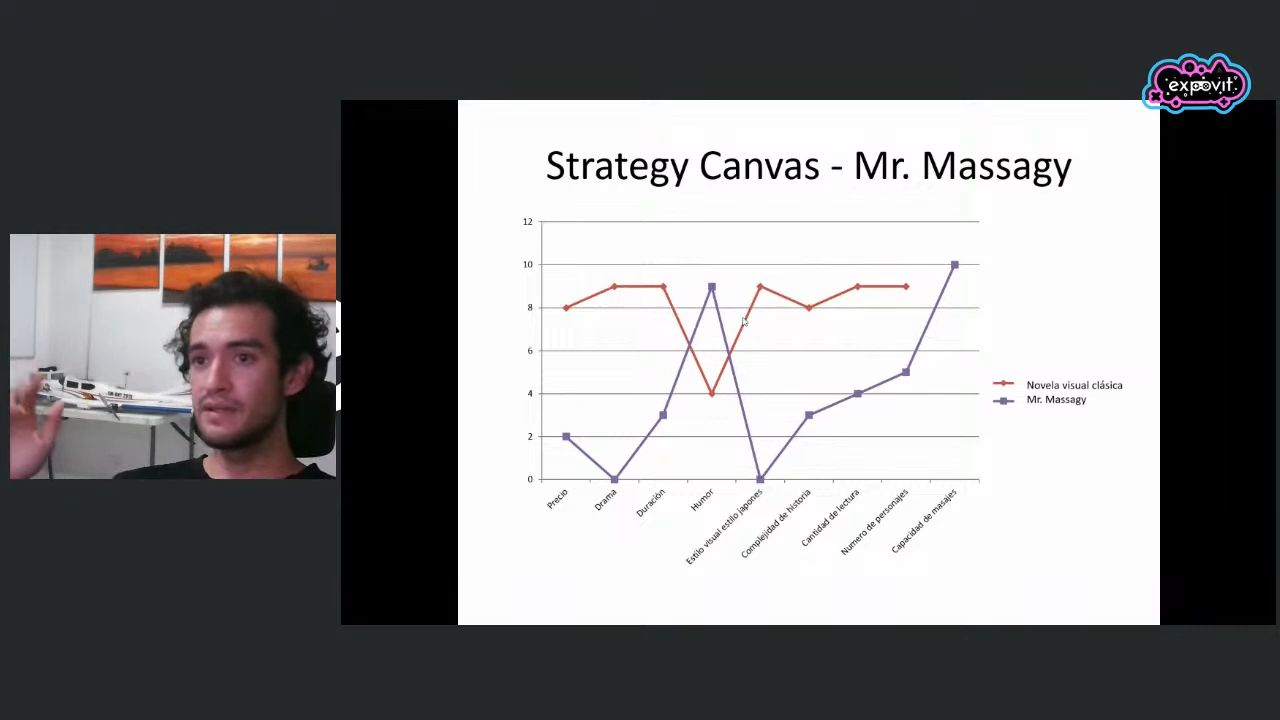 expovit.
Strategy Canvas - Mr. Massagy
12
10
8
6
4
2
0
Precio
Drama
Duración
Humor
Estilo visual estilo japones
Complejidad de historia
Cantidad de lectura
Numero de personajes
Capacidad de masajes
Novela visual clásica
Mr. Massagy